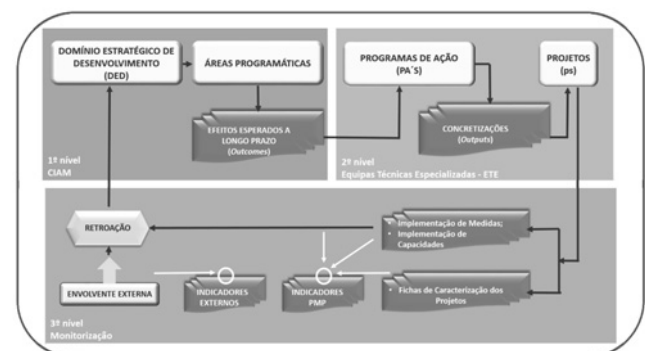 DOMÍNIO ESTRATÉGICO DE
DESENVOLVIMENTO
(DED)
ÁREAS PROGRAMÁTICAS
EFEITOS ESPERADOS A
LONGO PRAZO
(Outcomes)
1º nível
CIAM
PROGRAMAS DE AÇÃO
(PA´S)
PROJETOS
(ps)
CONCRETIZAÇÕES
(Outputs)
2º nível
Equipas Técnicas Especializadas - ETE
RETROAÇÃO
• Implementação de Medidas;
• Implementação de
Capacidades
ENVOLVENTE EXTERNA
INDICADORES
EXTERNOS
INDICADORES
PMP
• Fichas de Caracterização dos
Projetos
3º nível
Monitorização